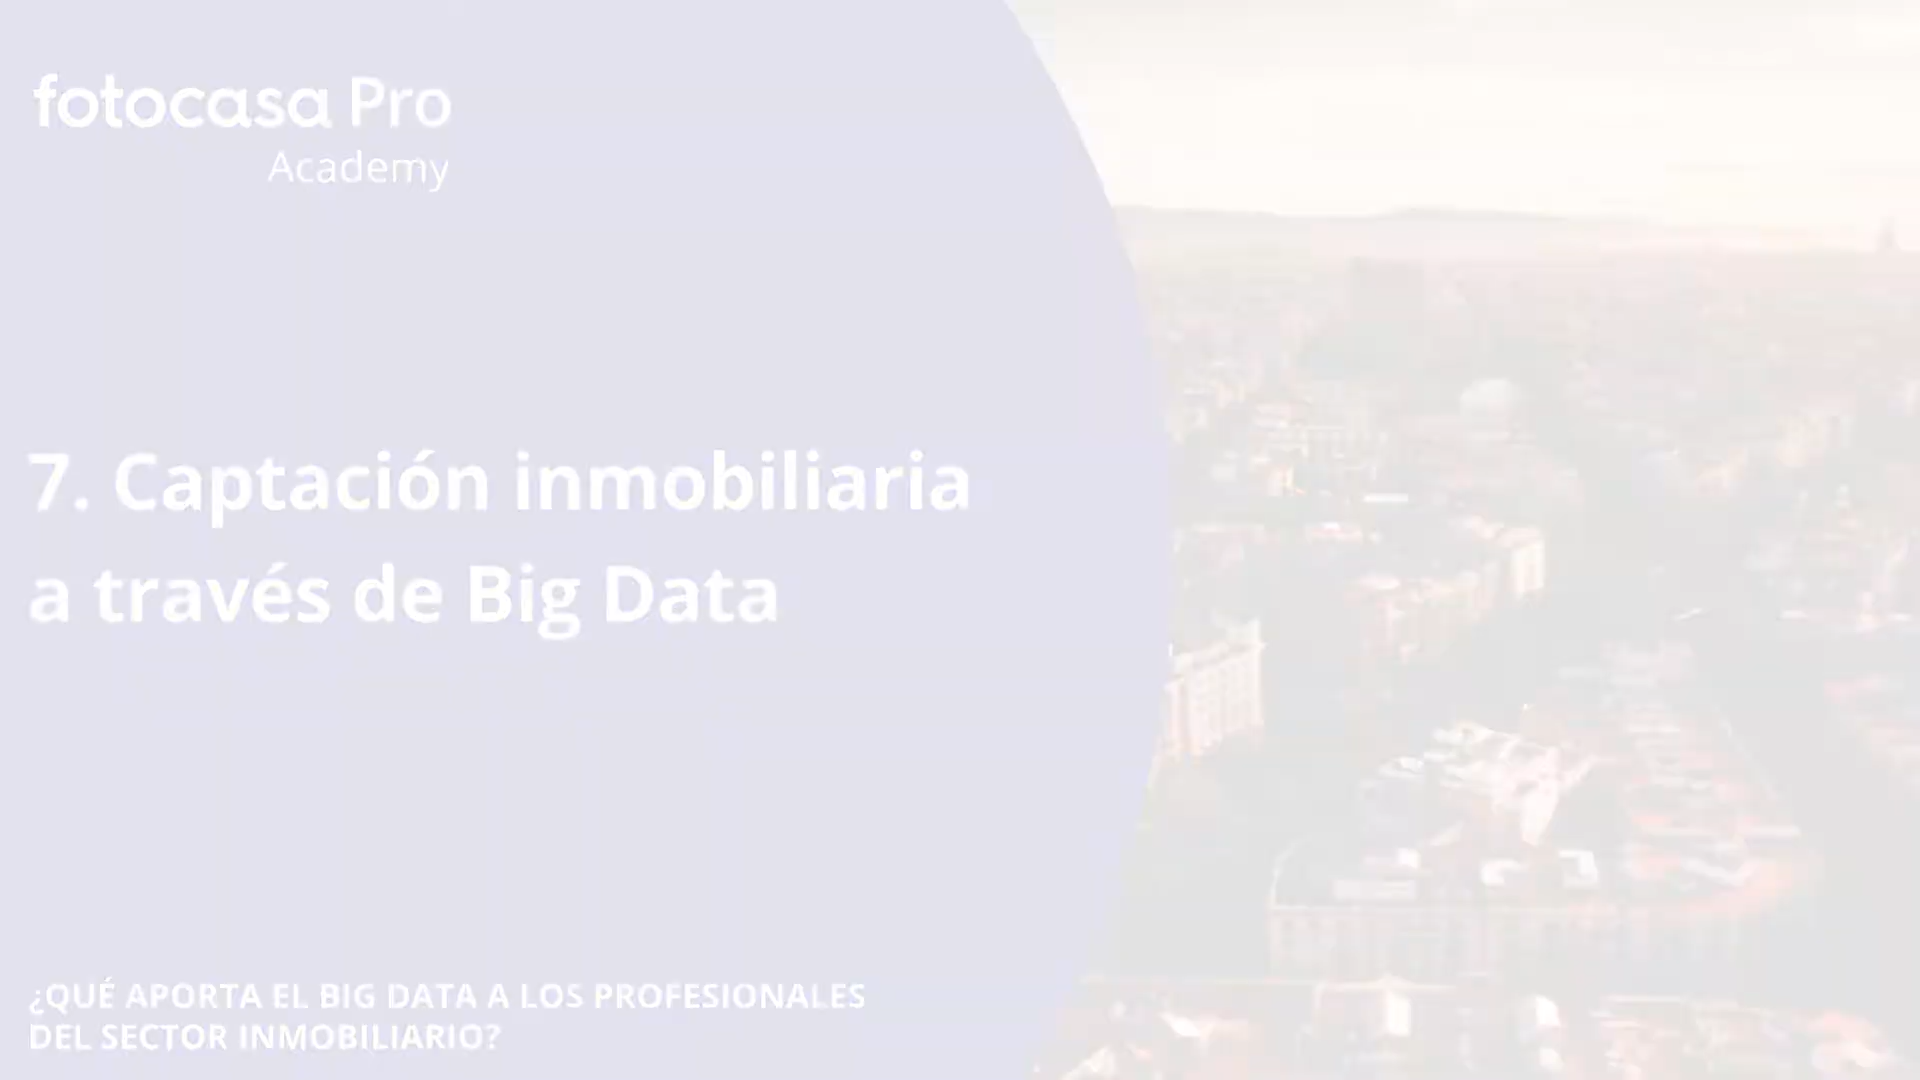 fotocasa Pro
Academy
7. Captación inmobiliaria
a través de Big Data
¿QUÉ APORTA EL BIG DATA A LOS PROFESIONALES
DEL SECTOR INMOBILIARIO?